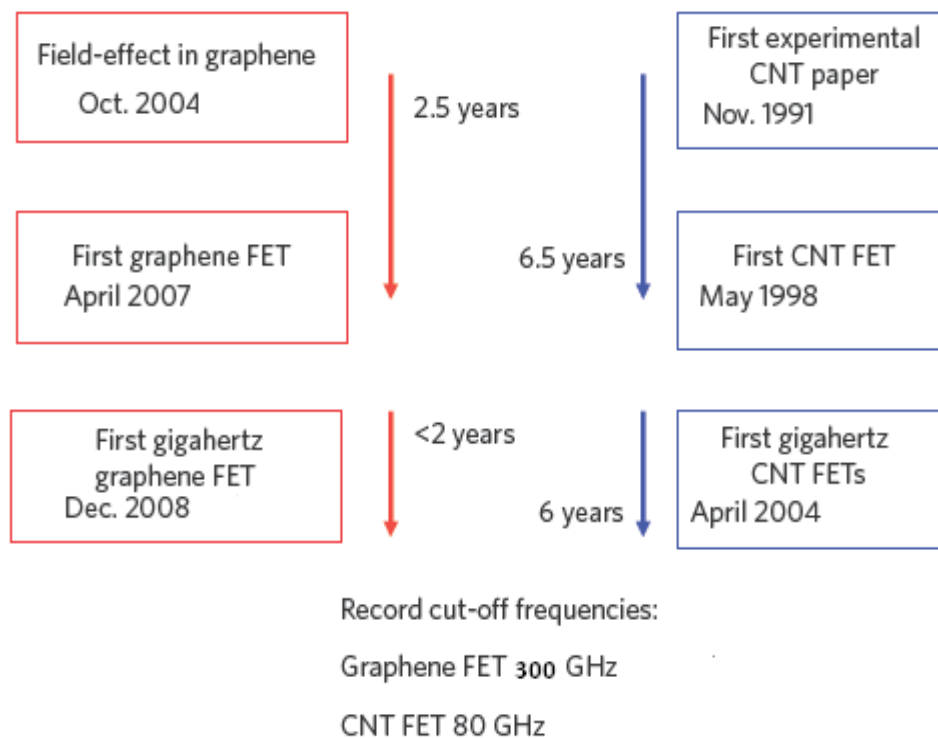 Field-effect in graphene
Oct. 2004
2.5 years
First experimental
CNT paper
Nov. 1991
First graphene FET
April 2007
6.5 years
First CNT FET
May 1998
First gigahertz
graphene FET
Dec. 2008
<2 years
6 years
First gigahertz
CNT FETs
April 2004
Record cut-off frequencies:
Graphene FET 300 GHz
CNT FET 80 GHz